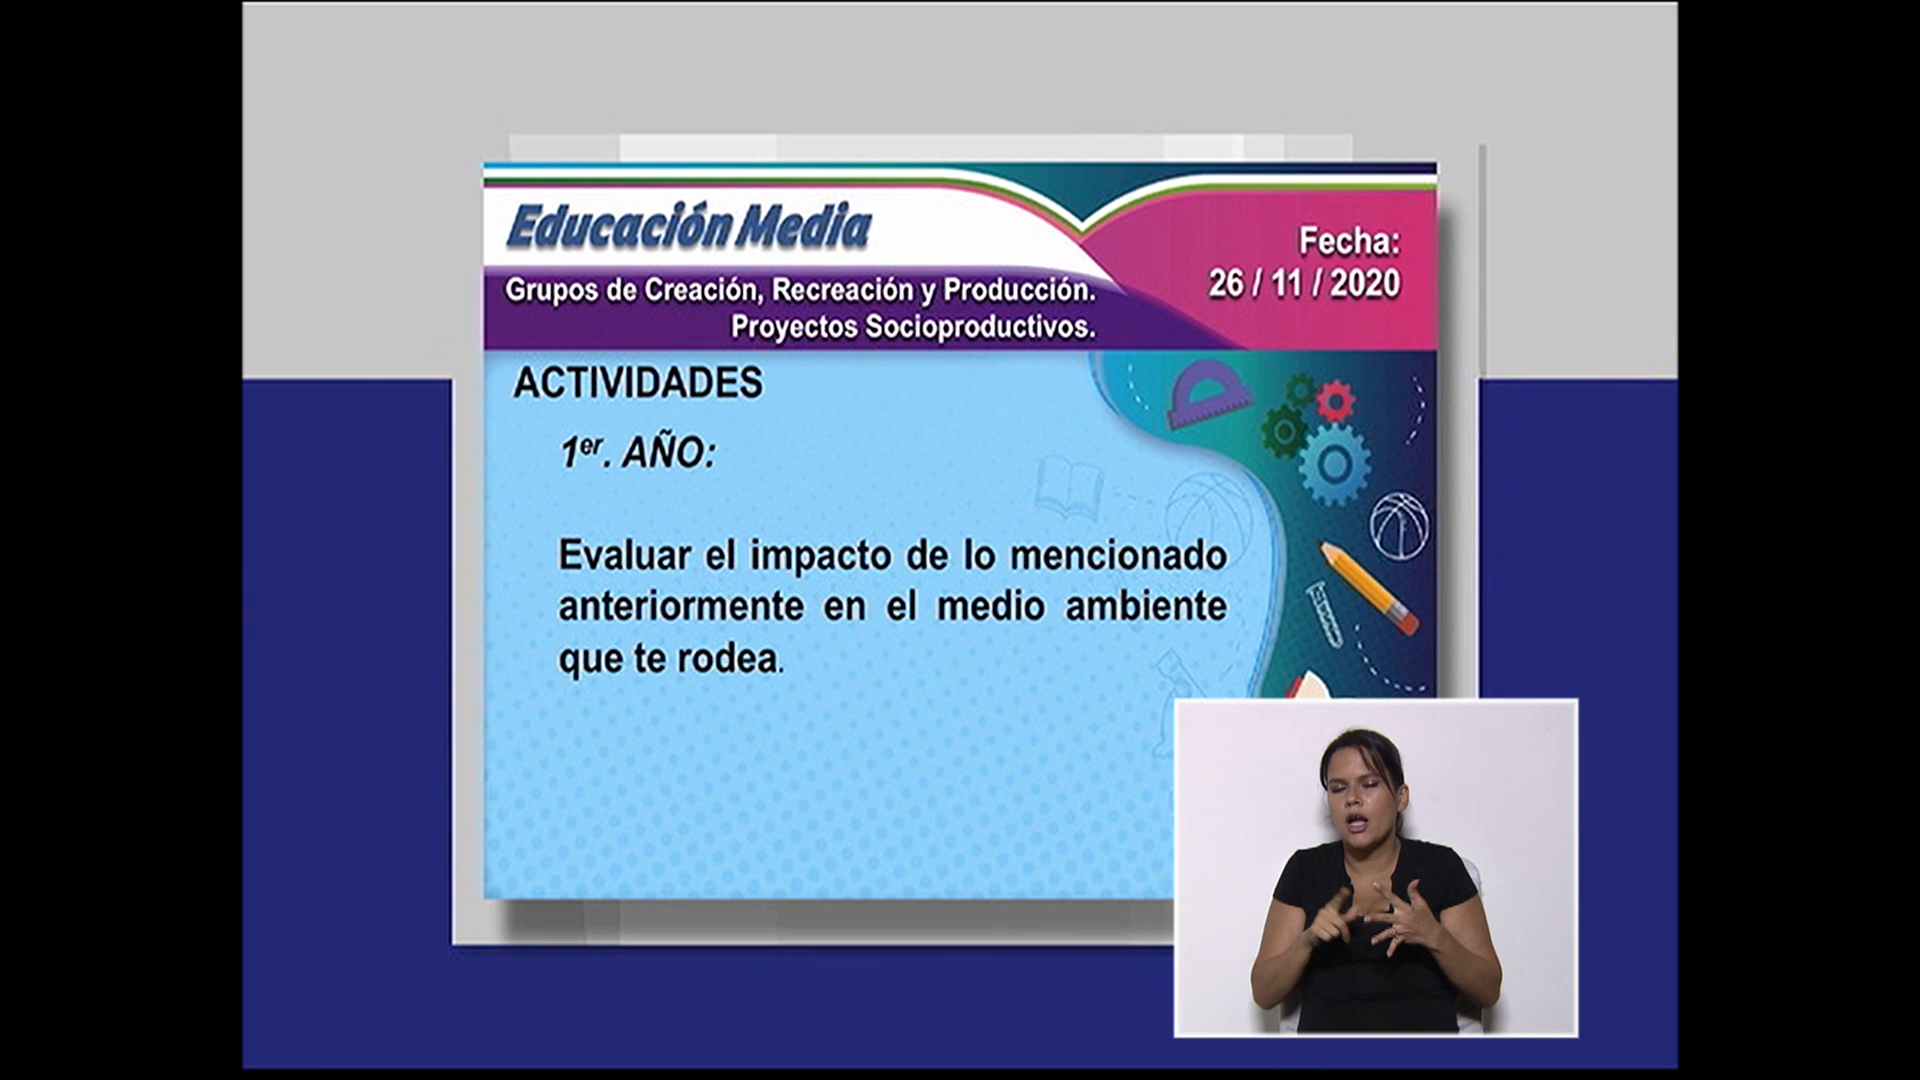 Educación Media
Fecha:
26 / 11 / 2020
Grupos de Creación, Recreación y Producción.
Proyectos Socioproductivos.
ACTIVIDADES
1er. AÑO:
Evaluar el impacto de lo mencionado
anteriormente en el medio ambiente
que te rodea.